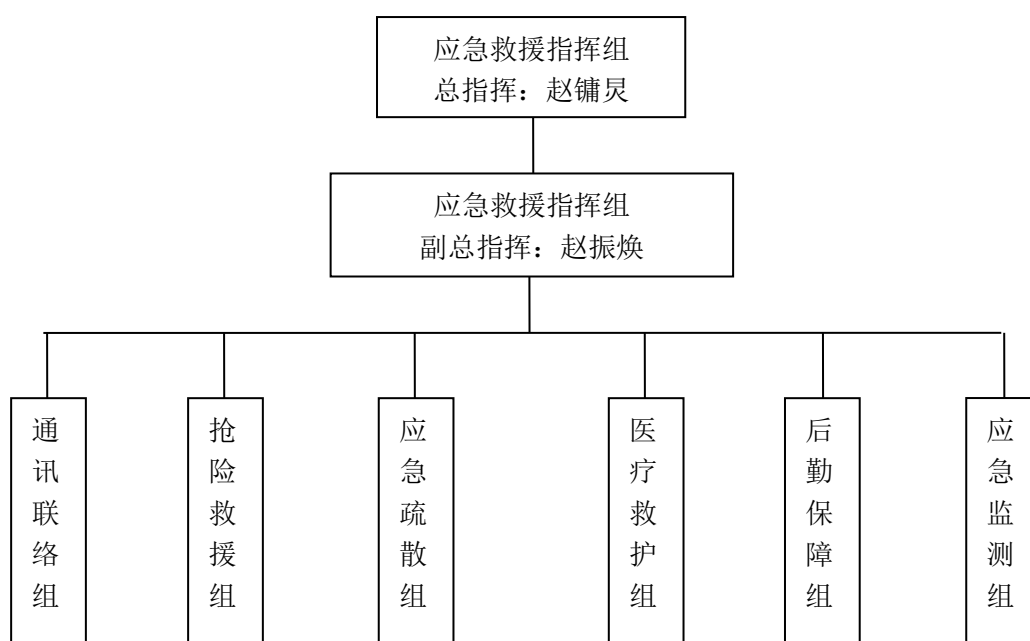 应急救援指挥组
总指挥：赵镛炅
应急救援指挥组
副总指挥：赵振焕
通讯联络组
抢险救援组
应急疏散组
医疗救护组
后勤保障组
应急监测组